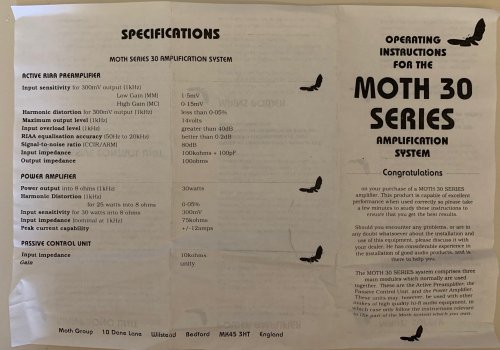 SPECIFICATIONS
MOTH SERIES 30 AMPLIFICATION SYSTEM
ACTIVE RIAA PREAMPLIFIER
Input sensitivity for 300mV output (1kHz)
Low Gain (MM) 1·5mV
High Gain (MC) 0·15mV
Harmonic distortion for 300mV output (1kHz) less than 0·05%
Maximum output level (1kHz) 14volts
Input overload level (1kHz) greater than 40dB
RIAA equalisation accuracy (50Hz to 20kHz) better than 0·2dB
Signal-to-noise ratio (CCIR/ARM) 80dB
Input impedance 100kohms + 100pF
Output impedance 100ohms
POWER AMPLIFIER
Power output into 8 ohms (1kHz) 30watts
Harmonic Distortion (1kHz)
for 25 watts into 8 ohms 0·05%
Input sensitivity for 30 watts into 8 ohms 300mV
Input impedance (nominal at 1kHz) 75kohms
Peak current capability +/-12amps
PASSIVE CONTROL UNIT
Input impedance 10kohms
Gain unity
Moth Group 10 Dane Lane Wilstead Bedford MK45 3HT England
OPERATING
INSTRUCTIONS
FOR THE
MOTH 30
SERIES
AMPLIFICATION
SYSTEM
Congratulations
on your purchase of a MOTH 30 SERIES
amplifier. This product is capable of excellent
performance when used correctly so please take
a few minutes to study these instructions to
ensure that you get the best results.
Should you encounter any problems, or are in
any doubt whatsoever about the installation and
use of this equipment, please discuss it with
your dealer. He has considerable experience in
the installation of good audio products, and is
there to help you.
The MOTH 30 SERIES system comprises three
main modules which normally are used
together. These are the Active Preamplifier, the
Passive Control Unit, and the Power Amplifier.
These units may, however, be used with other
makes of high quality hi-fi audio equipment, in
which case only follow the instructions relevant
to the part of the Moth system which you own.